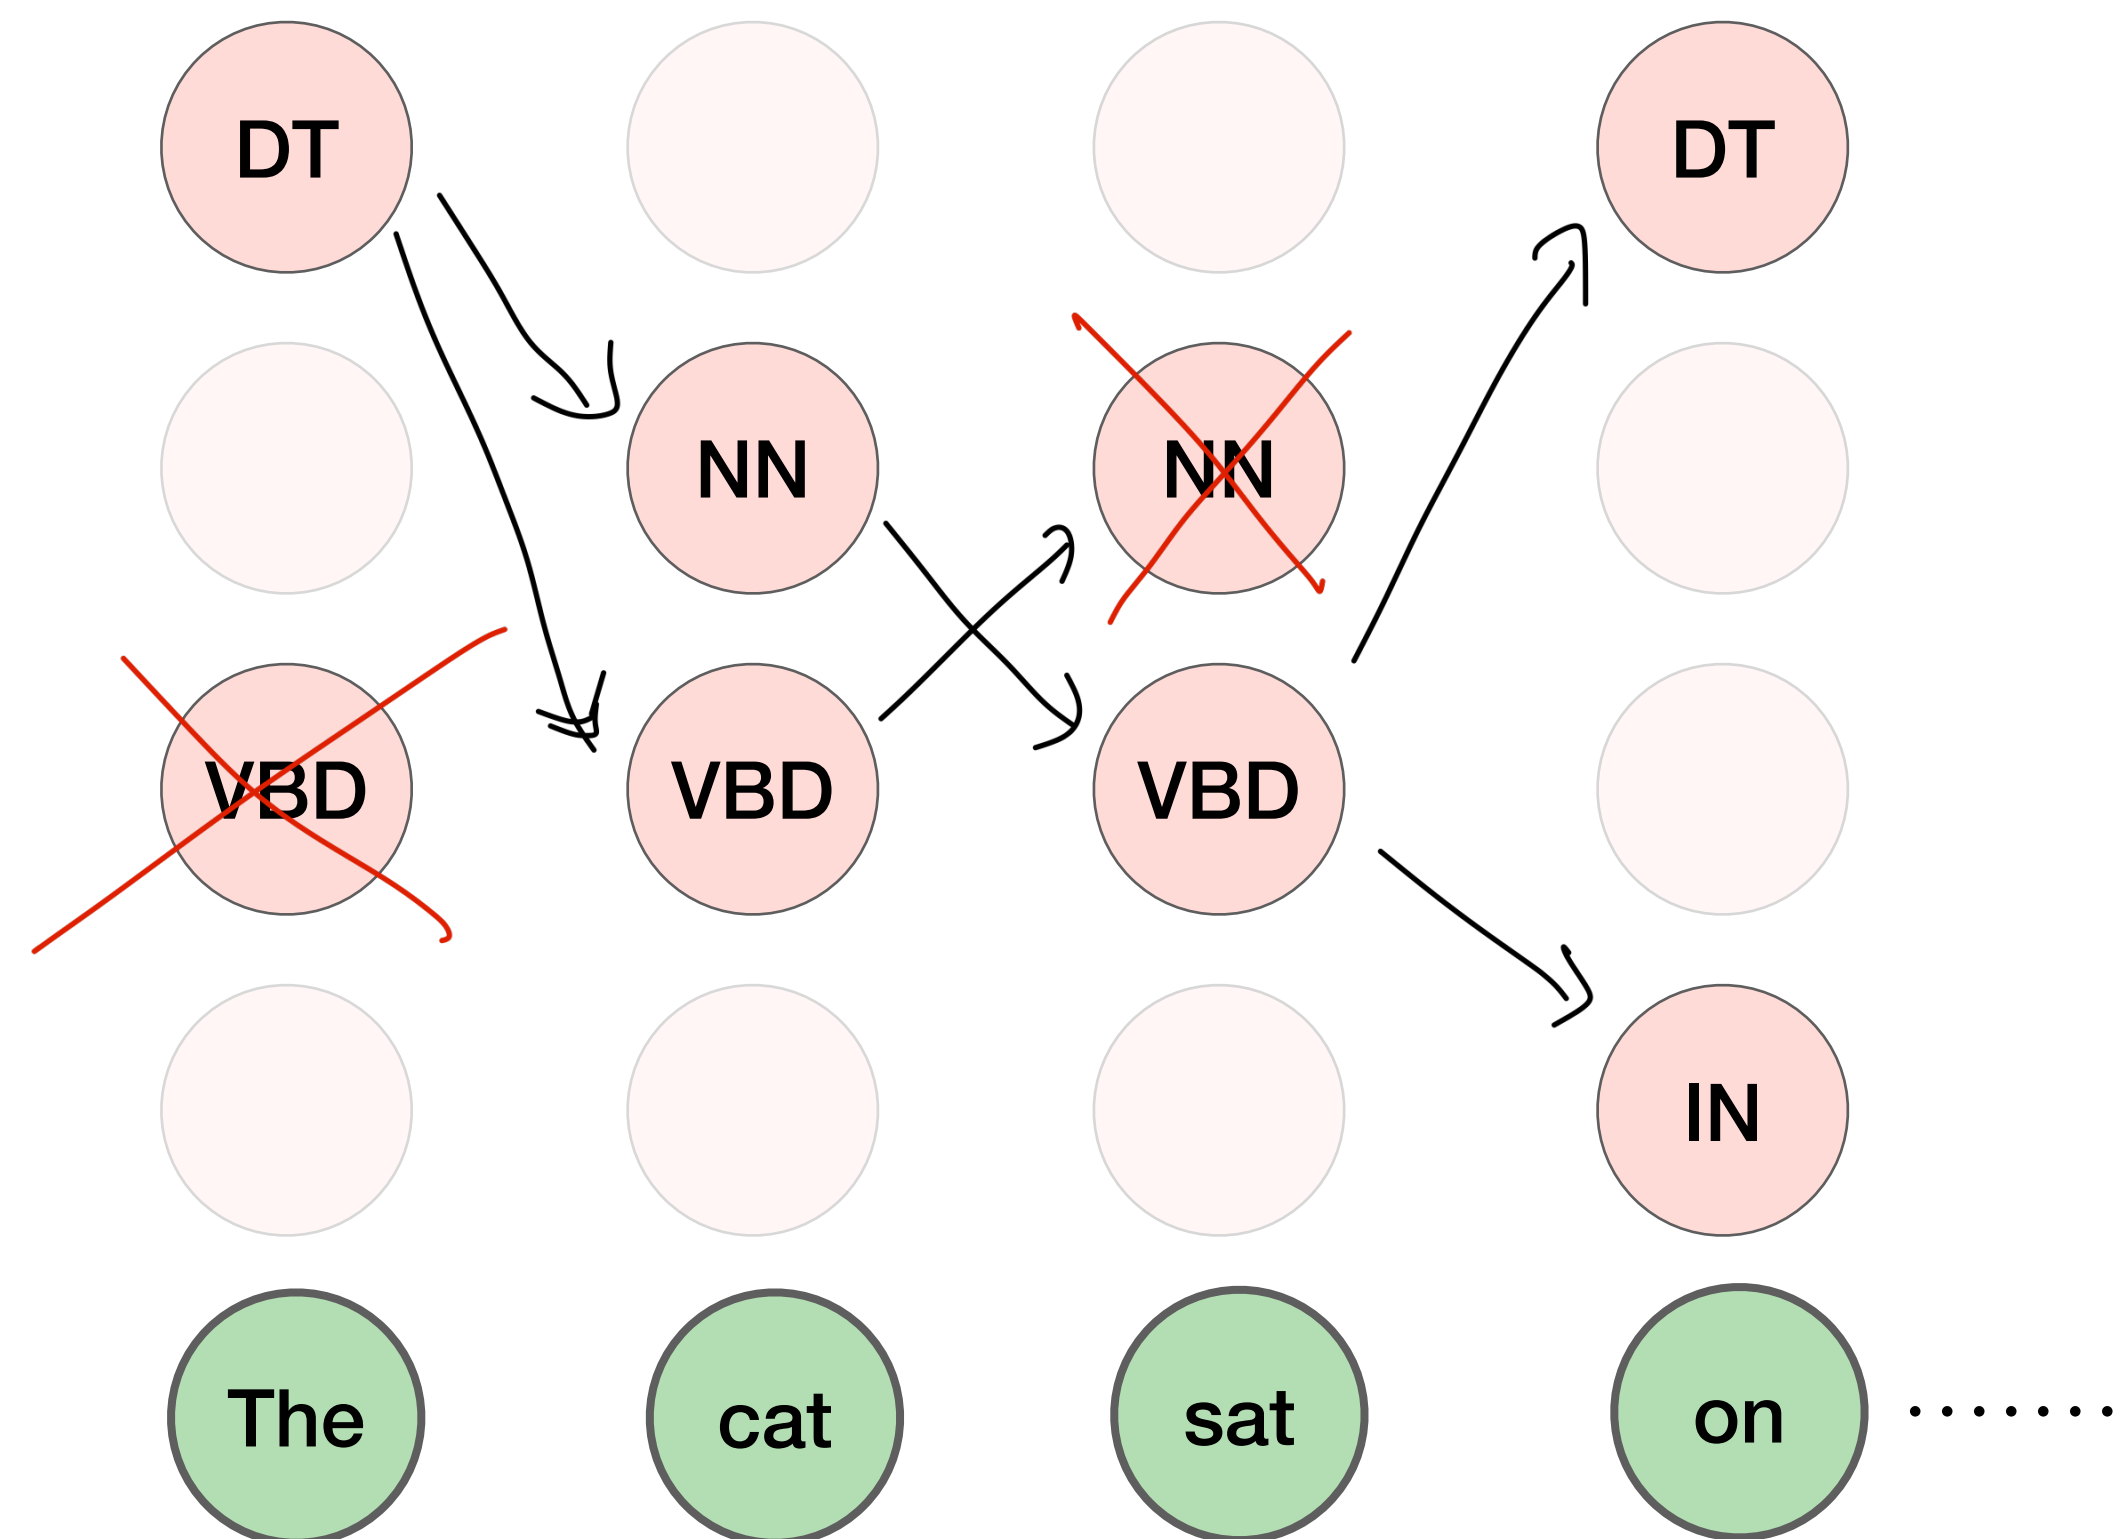 DT DT
NN NN
VBD VBD VBD
IN
The cat sat on .......